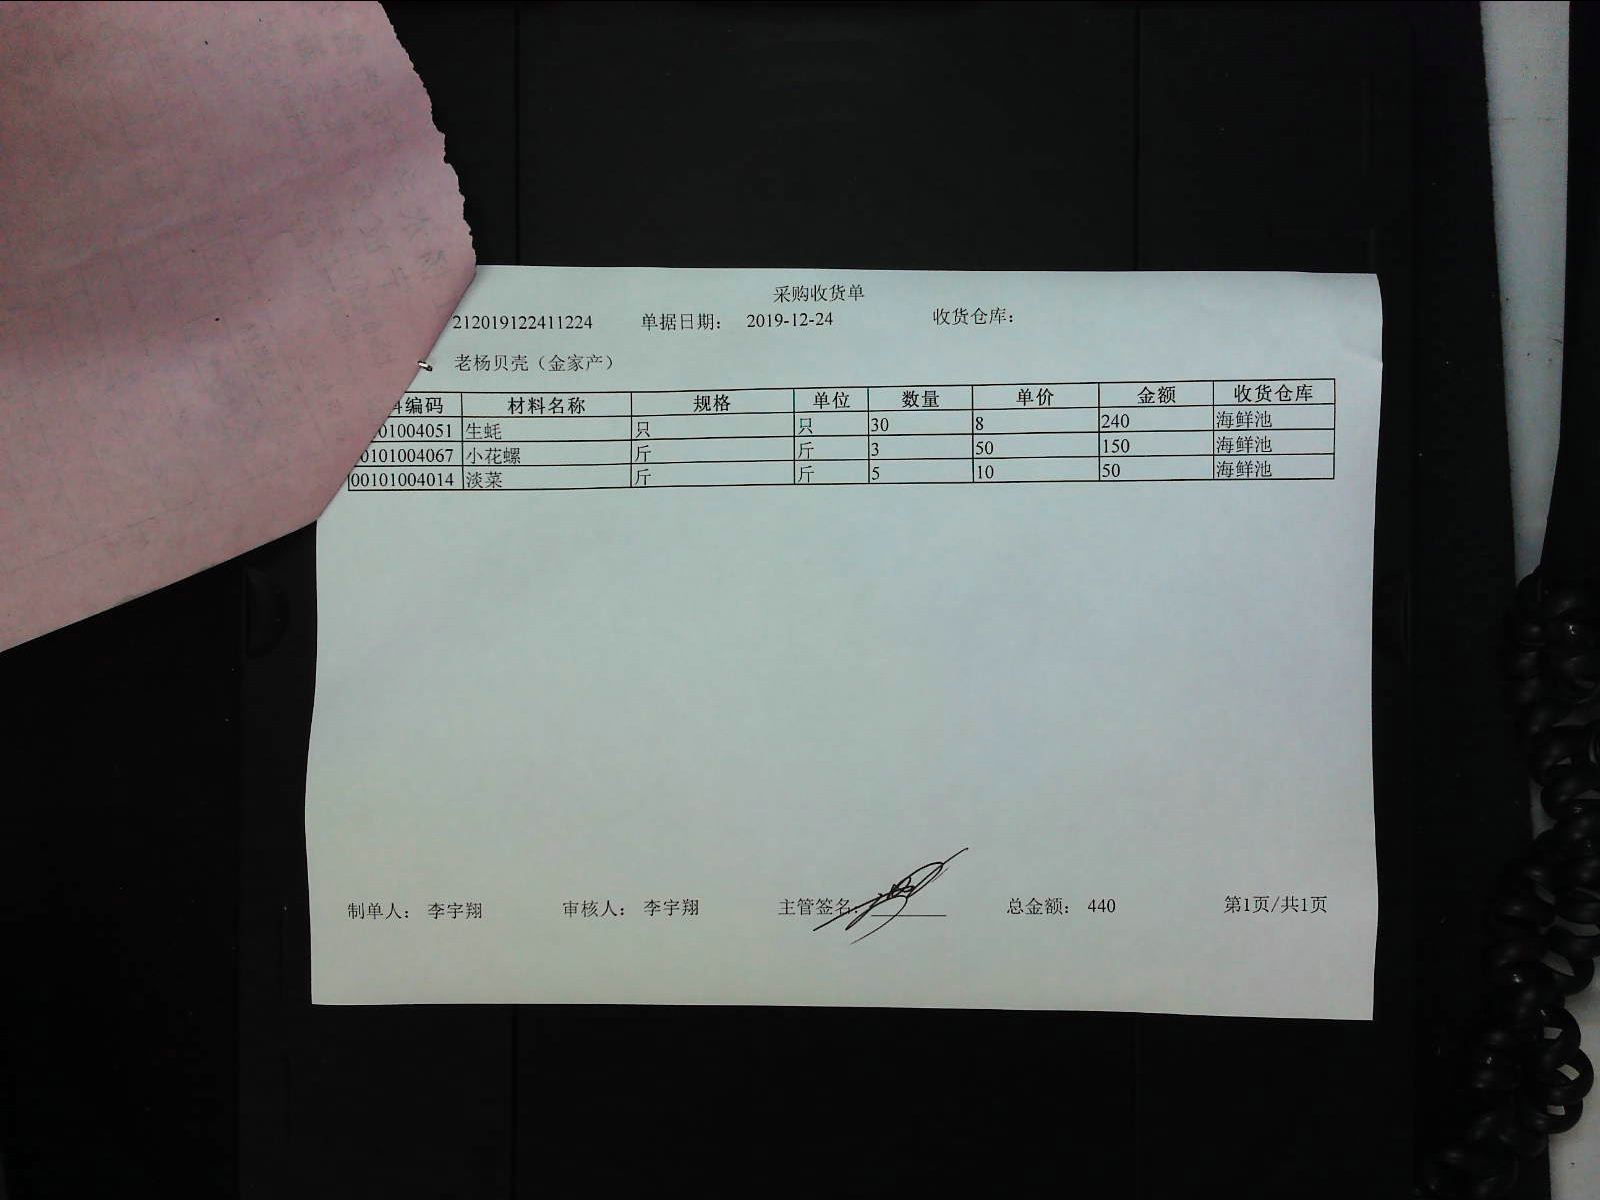 采购收货单
212019122411224 单据日期: 2019-12-24 收货仓库:
老杨贝壳（金家产）
料编码 材料名称 规格 单位 数量 单价 金额 收货仓库
01004051 生蚝 只 只 30 8 240 海鲜池
0101004067 小花螺 斤 斤 3 50 150 海鲜池
00101004014 淡菜 斤 斤 5 10 50 海鲜池
制单人: 李宇翔 审核人: 李宇翔 主管签名: 总金额: 440 第1页/共1页